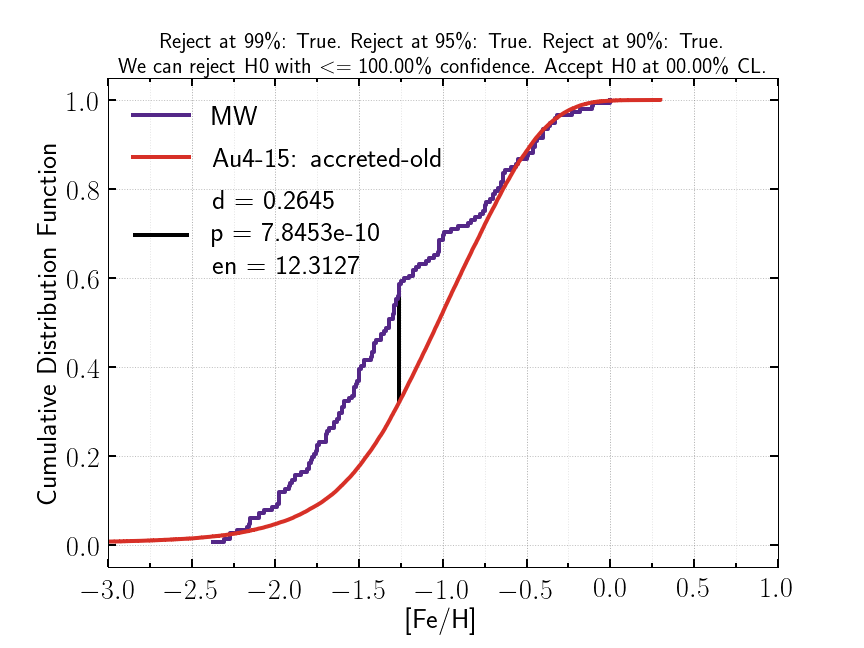 Reject at 99%: True. Reject at 95%: True. Reject at 90%: True.
We can reject H0 with <= 100.00% confidence. Accept H0 at 00.00% CL.
MW
Au4-15: accreted-old
d = 0.2645
p = 7.8453e-10
en = 12.3127
Cumulative Distribution Function
1.0
0.8
0.6
0.4
0.2
0.0
−3.0 −2.5 −2.0 −1.5 −1.0 −0.5 0.0 0.5 1.0
[Fe/H]